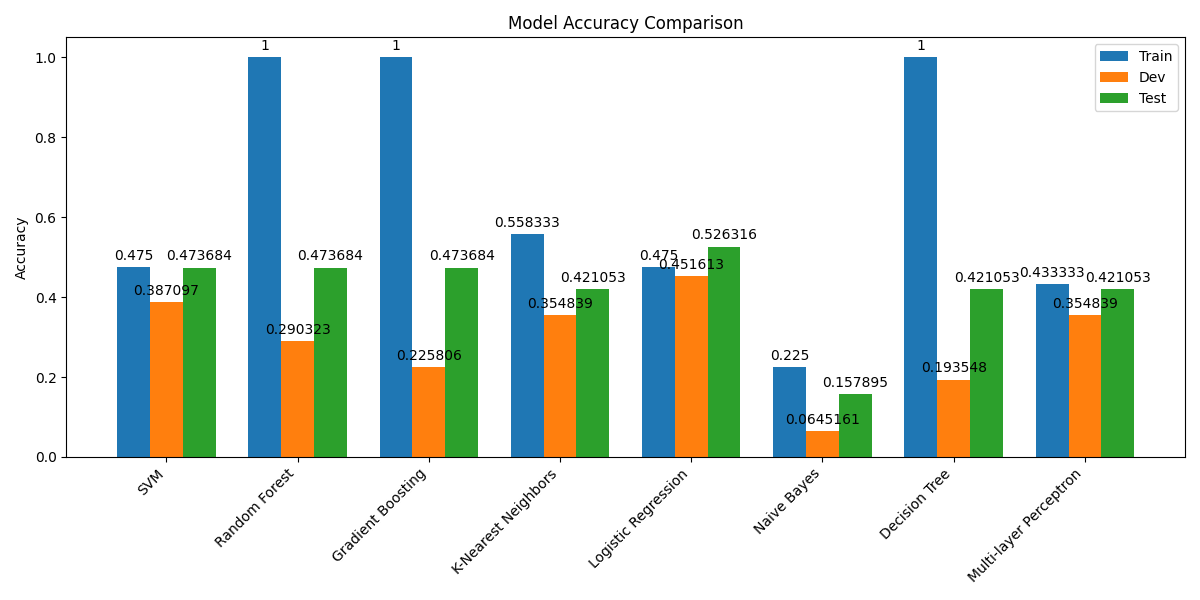 Model Accuracy Comparison
Accuracy
1.0
0.8
0.6
0.4
0.2
0.0
Train
Dev
Test
0.475
0.387097
0.473684
1
0.290323
0.473684
1
0.225806
0.473684
0.558333
0.354839
0.421053
0.475
0.451613
0.526316
0.225
0.0645161
0.157895
1
0.193548
0.421053
0.433333
0.354839
0.421053
SVM
Random Forest
Gradient Boosting
K-Nearest Neighbors
Logistic Regression
Naive Bayes
Decision Tree
Multi-layer Perceptron